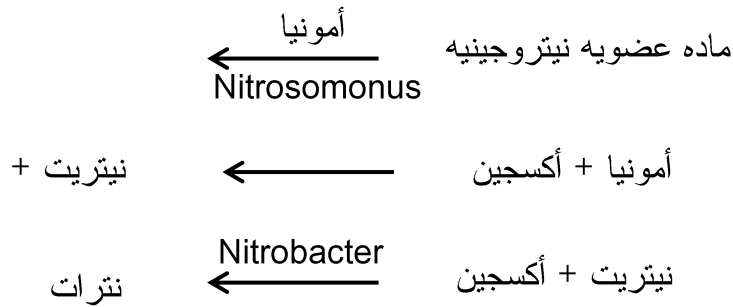 ماده عضويه نيتروجينيه أمونيا
Nitrosomonus
أمونيا + أكسجين نيتريت +
Nitrobacter
نيتريت + أكسجين نترات